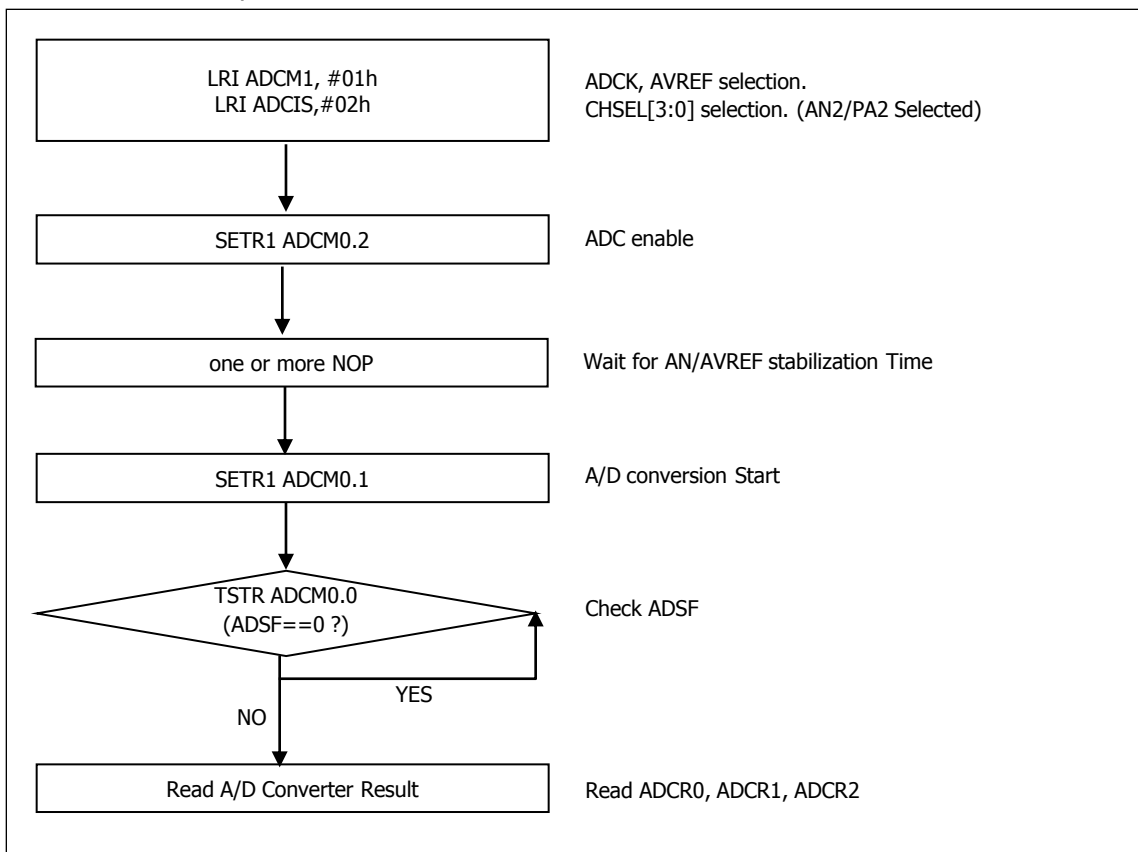 LRI ADCM1, #01h
LRI ADCIS,#02h
ADCK, AVREF selection.
CHSEL[3:0] selection. (AN2/PA2 Selected)
SETR1 ADCM0.2
ADC enable
one or more NOP
Wait for AN/AVREF stabilization Time
SETR1 ADCM0.1
A/D conversion Start
TSTR ADCM0.0
(ADSF==0 ?)
Check ADSF
YES
NO
Read A/D Converter Result
Read ADCR0, ADCR1, ADCR2